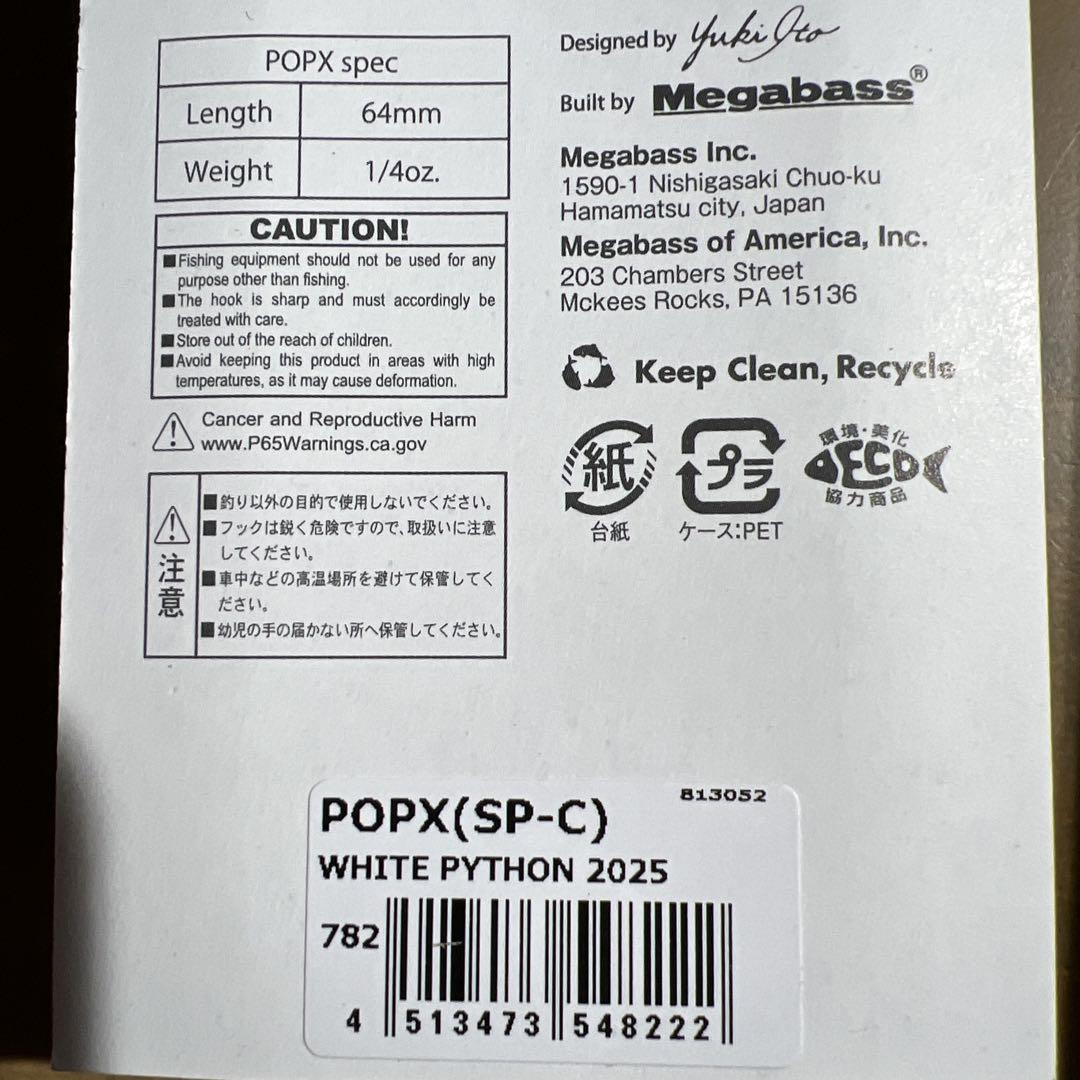 POPX spec
Length 64mm
Weight 1/4oz.
CAUTION!
■Fishing equipment should not be used for any
purpose other than fishing.
■The hook is sharp and must accordingly be
treated with care.
■Store out of the reach of children.
■Avoid keeping this product in areas with high
temperatures, as it may cause deformation.
Cancer and Reproductive Harm
www.P65Warnings.ca.gov
注意
■釣り以外の目的で使用しないでください。
■フックは鋭く危険ですので、取扱いに注意
してください。
■車中などの高温場所を避けて保管してく
ださい。
■幼児の手の届かない所へ保管してください。
Designed by Yuki Ito
Built by Megabass®
Megabass Inc.
1590-1 Nishigasaki Chuo-ku
Hamamatsu city, Japan
Megabass of America, Inc.
203 Chambers Street
Mckees Rocks, PA 15136
Keep Clean, Recycle
紙
台紙
プラ
ケース:PET
環境・美化
ECO
協力商品
813052
POPX(SP-C)
WHITE PYTHON 2025
782
4 513473 548222